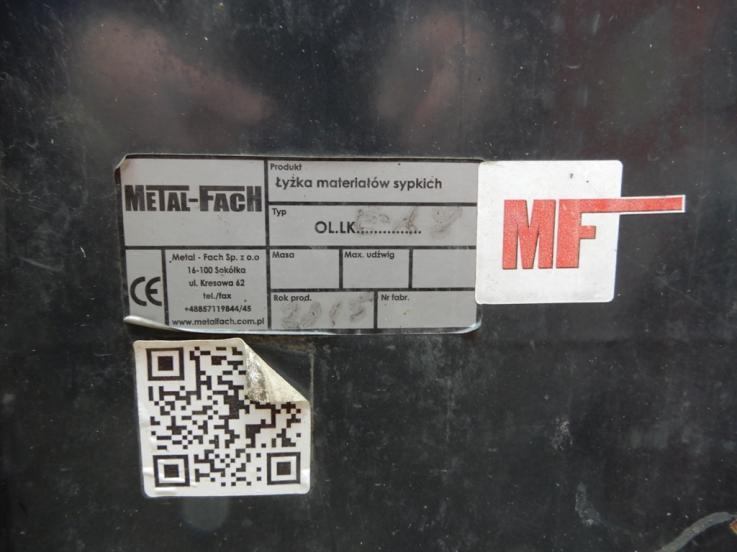 METAL-FACH
Produkt
Łyżka materiałów sypkich
Typ
OL.LK...............
CE
Metal - Fach Sp. z o.o
16-100 Sokółka
ul. Kresowa 62
tel./fax
+48857119844/45
www.metalfach.com.pl
Masa
Max. udźwig
Rok prod.
Nr fabr.
MF